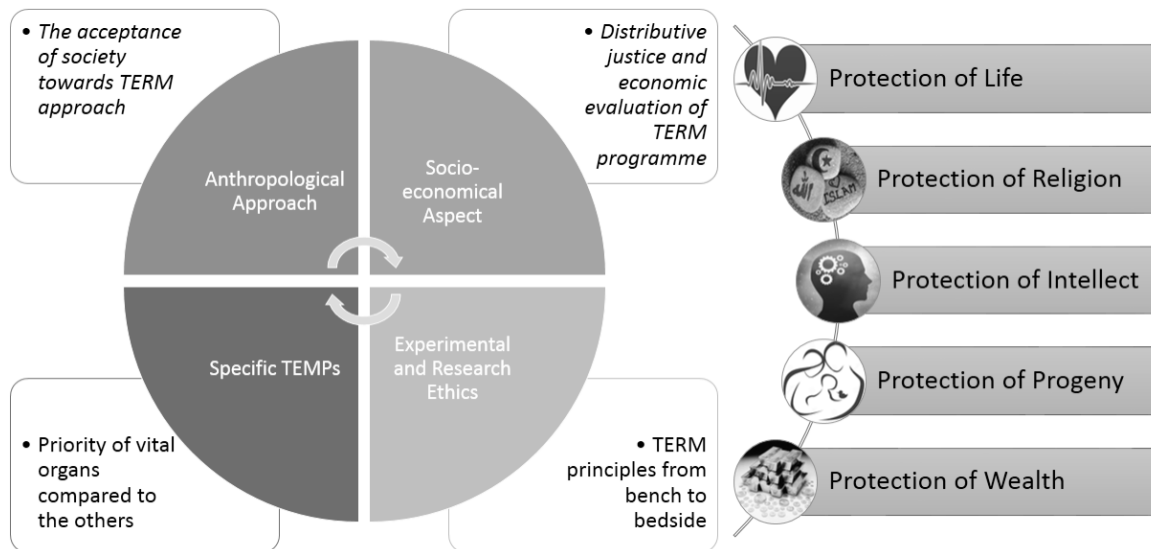 • The acceptance
of society
towards TERM
approach
• Distributive
justice and
economic
evaluation of
TERM
programme
Anthropological
Approach
Socio-
economical
Aspect
Specific TEMPs
Experimental
and Research
Ethics
• Priority of vital
organs
compared to
the others
• TERM
principles from
bench to
bedside
Protection of Life
Protection of Religion
الله
ISLAM
Protection of Intellect
Protection of Progeny
Protection of Wealth